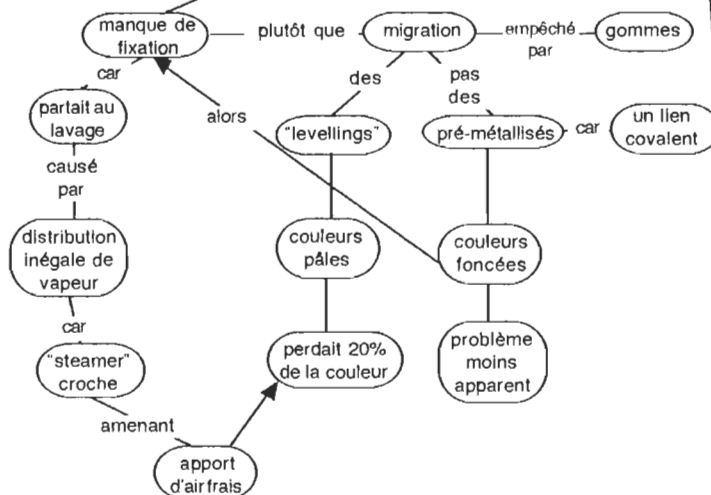 manque de
fixation
plutôt que
migration
empêché
par
gommes
car
des
pas
des
partait au
lavage
alors
"levellings"
pré-métallisés
car
un lien
covalent
causé
par
distribution
inégale de
vapeur
couleurs
pâles
couleurs
foncées
car
"steamer"
croche
perdait 20%
de la couleur
problème
moins
apparent
amenant
apport
d'air frais